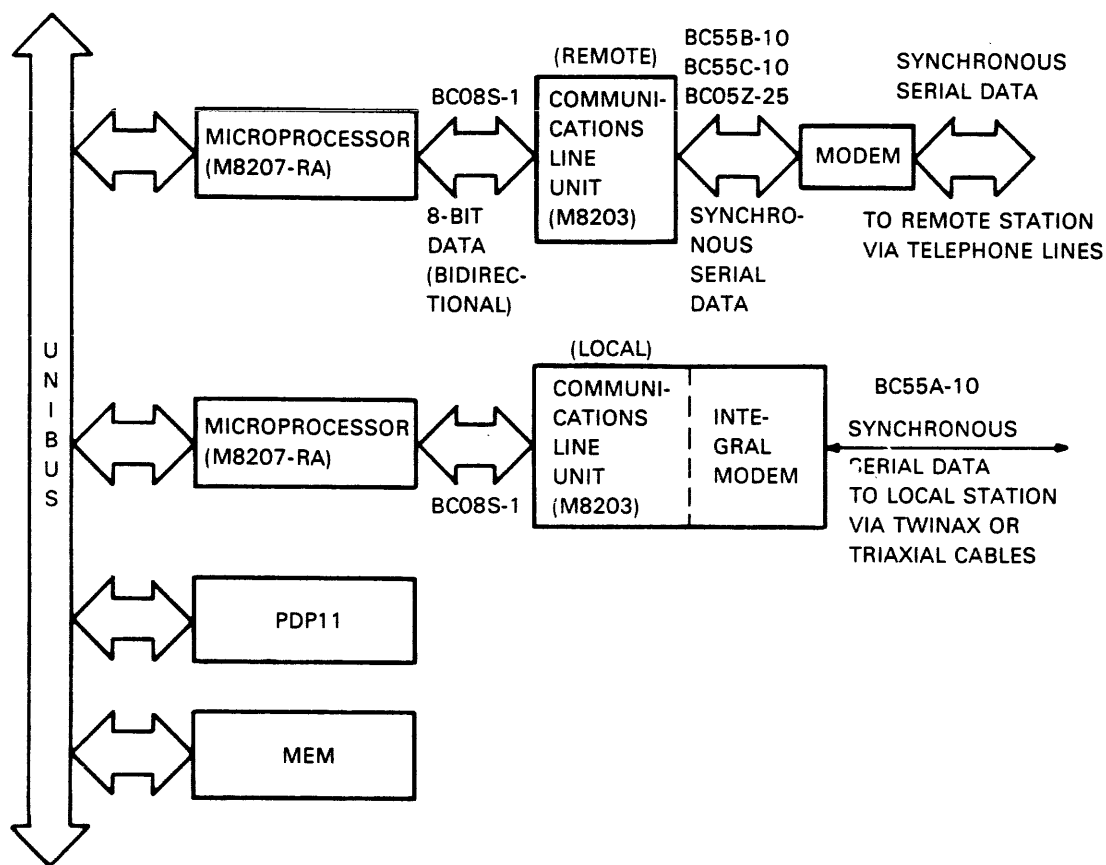 UNIBUS
MICROPROCESSOR
(M8207-RA)
BC08S-1
8-BIT
DATA
(BIDIREC-
TIONAL)
(REMOTE)
COMMUNI-
CATIONS
LINE
UNIT
(M8203)
BC55B-10
BC55C-10
BC05Z-25
SYNCHRO-
NOUS
SERIAL
DATA
MODEM
SYNCHRONOUS
SERIAL DATA
TO REMOTE STATION
VIA TELEPHONE LINES
MICROPROCESSOR
(M8207-RA)
BC08S-1
(LOCAL)
COMMUNI-
CATIONS
LINE
UNIT
(M8203)
INTE-
GRAL
MODEM
BC55A-10
SYNCHRONOUS
SERIAL DATA
TO LOCAL STATION
VIA TWINAX OR
TRIAXIAL CABLES
PDP11
MEM